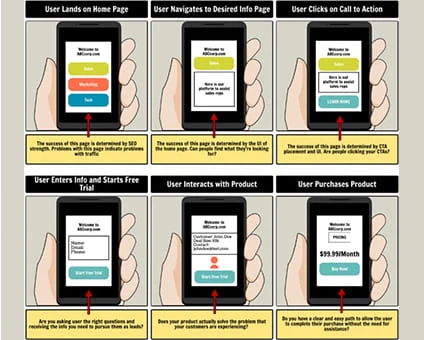 User Lands on Home Page
User Navigates to Desired Info Page
User Clicks on Call to Action
Welcome to
ABCcorp.com
Sales
Marketing
Tech
Welcome to
ABCcorp.com
Sales
Here is our
platform to assist
sales reps
Welcome to
ABCcorp.com
Sales
Here is our
platform to assist
sales reps
LEARN MORE
The success of this page is determined by SEO
strength. Problems with this page indicate problems
with traffic
The success of this page is determined by the UI of
the home page. Can people find what they're looking
for?
The success of this page is determined by CTA
placement and UI. Are people clicking your CTAs?
User Enters Info and Starts Free
Trial
User Interacts with Product
User Purchases Product
Welcome to
ABCcorp.com
Name:
Email:
Phone:
Start Free Trial
Welcome to
ABCcorp.com
Customer: John Doe
Contact
Start Free Trial
Welcome to
ABCcorp.com
PRICING
$99.99/Month
Buy Now!
Are you asking the user the right questions and
receiving the info you need to pursue them as leads?
Does your product actually solve the problem that
your customers are experiencing?
Do you have a clear and easy path to allow the user
to complete their purchase without the need for
assistance?